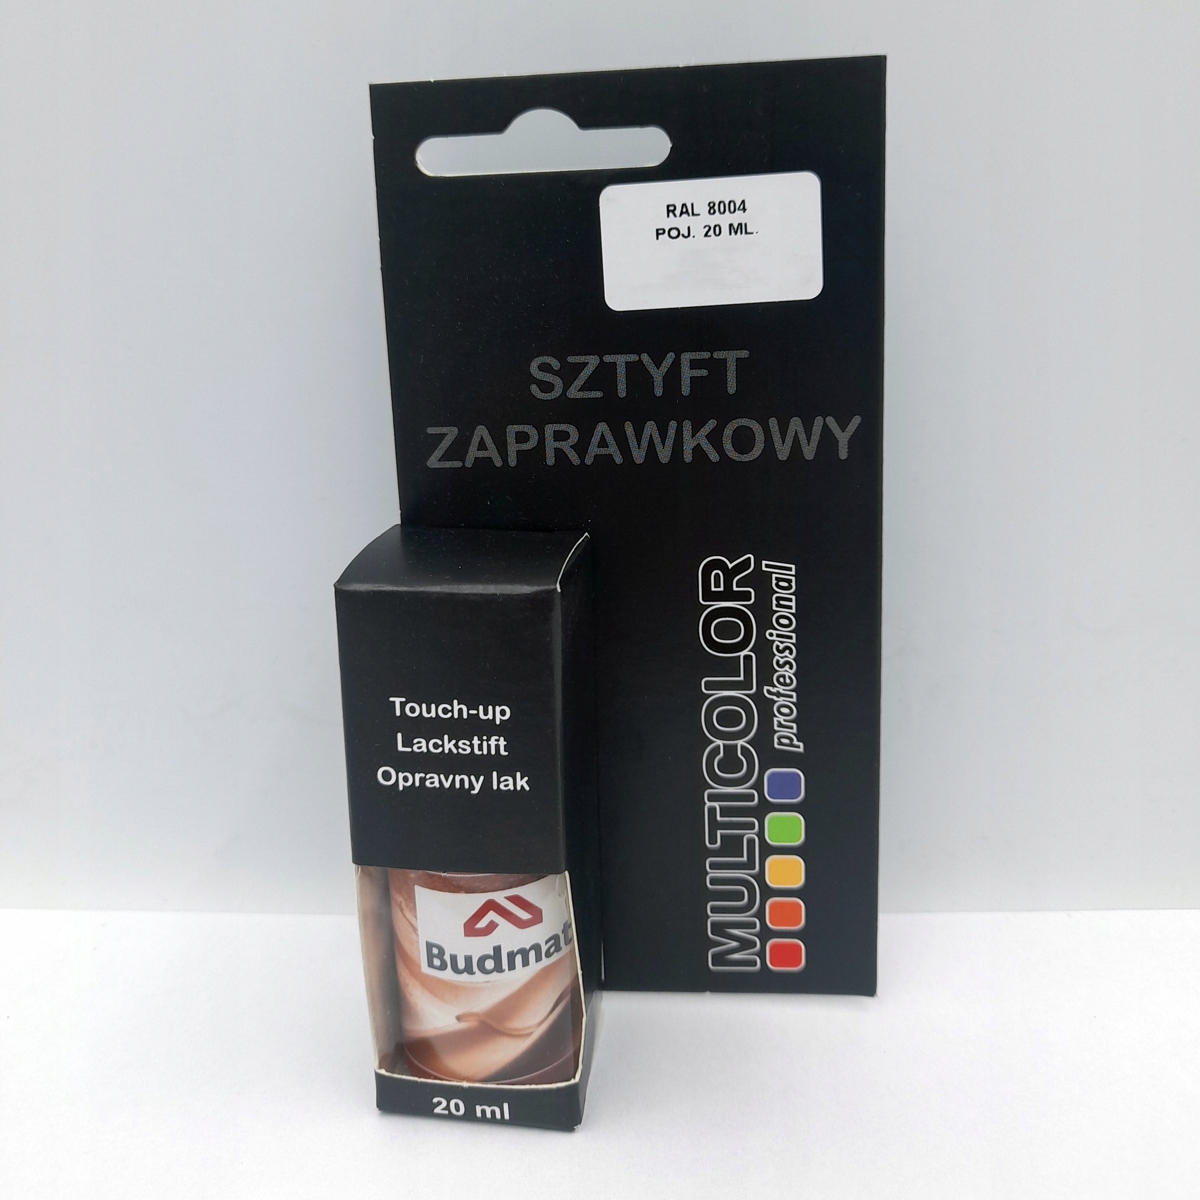 RAL 8004
POJ. 20 ML.
SZTYFT
ZAPRAWKOWY
MULTICOLOR
professional
Touch-up
Lackstift
Opravny lak
Budmat
20 ml